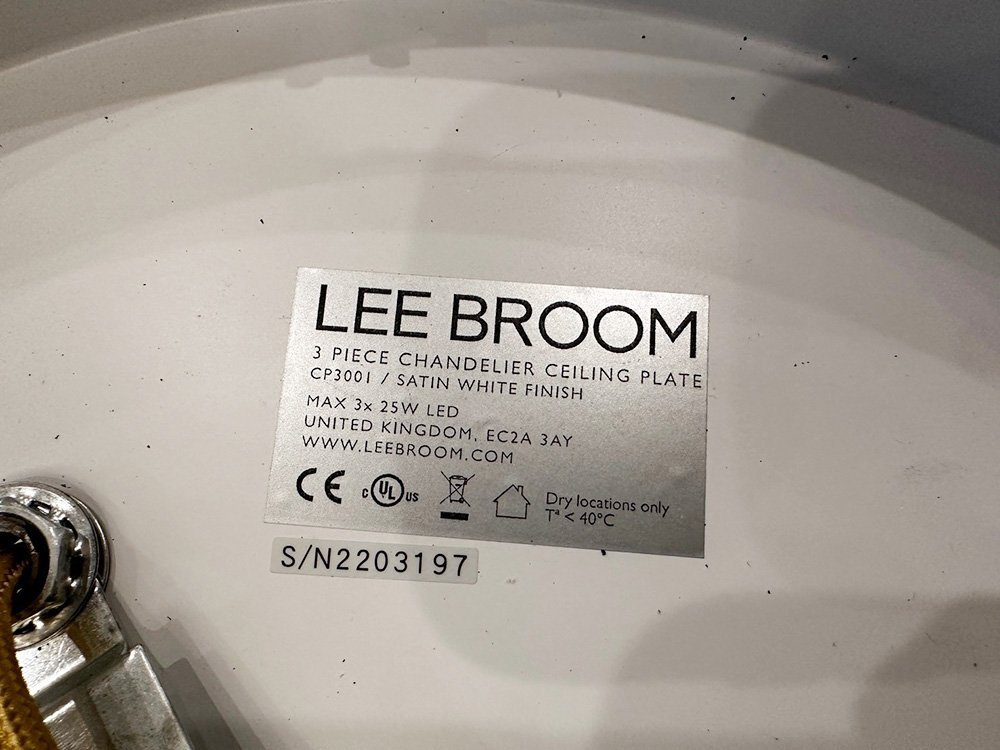 LEE BROOM
3 PIECE CHANDELIER CEILING PLATE
CP3001 / SATIN WHITE FINISH
MAX 3x 25W LED
UNITED KINGDOM, EC2A 3AY
WWW.LEEBROOM.COM
CE c UL US Dry locations only
Tª < 40°C
S/N2203197